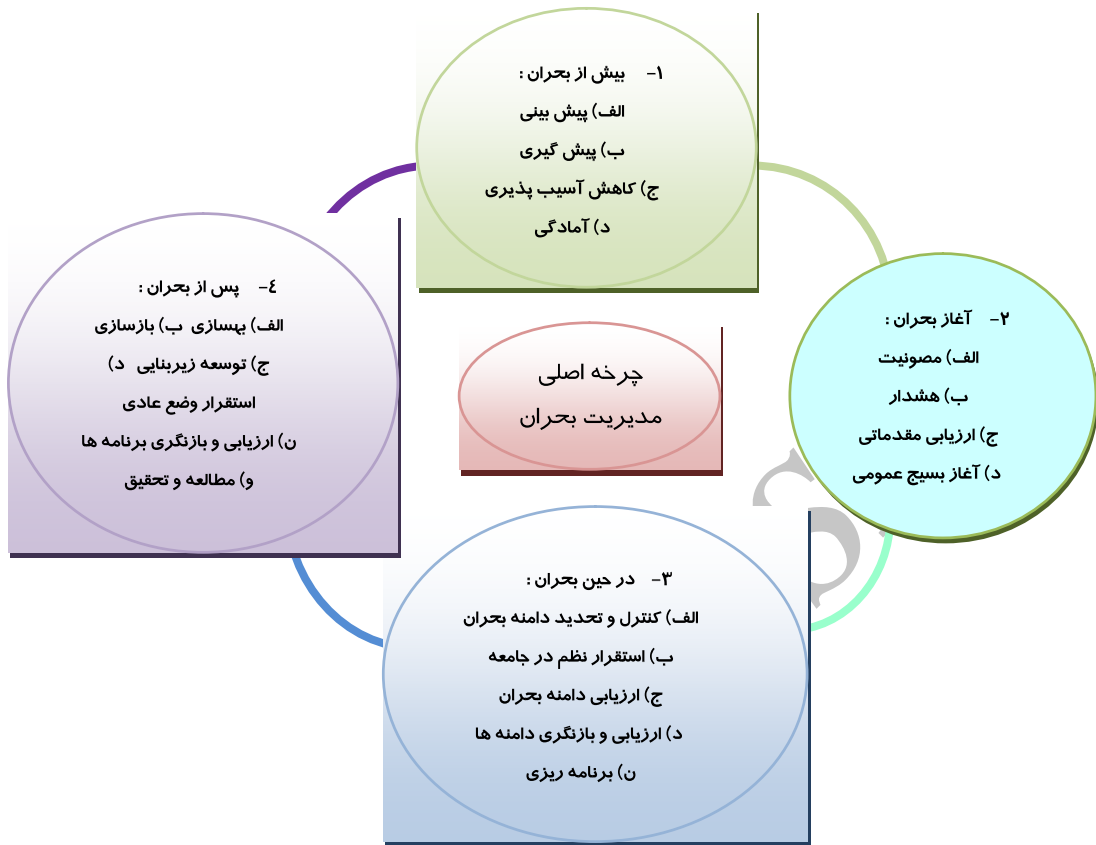 ۱- بیش از بحران :
الف) پیش بینی
ب) پیش گیری
ج) کاهش آسیب پذیری
د) آمادگی
۲- آغاز بحران :
الف) مصونیت
ب) هشدار
ج) ارزیابی مقدماتی
د) آغاز بسیج عمومی
۳- در حین بحران :
الف) کنترل و تحدید دامنه بحران
ب) استقرار نظم در جامعه
ج) ارزیابی دامنه بحران
د) ارزیابی و بازنگری دامنه ها
ن) برنامه ریزی
٤- پس از بحران :
الف) بهسازی ب) بازسازی
ج) توسعه زیربنایی د)
استقرار وضع عادی
ن) ارزیابی و بازنگری برنامه ها
و) مطالعه و تحقیق
چرخه اصلی
مدیریت بحران